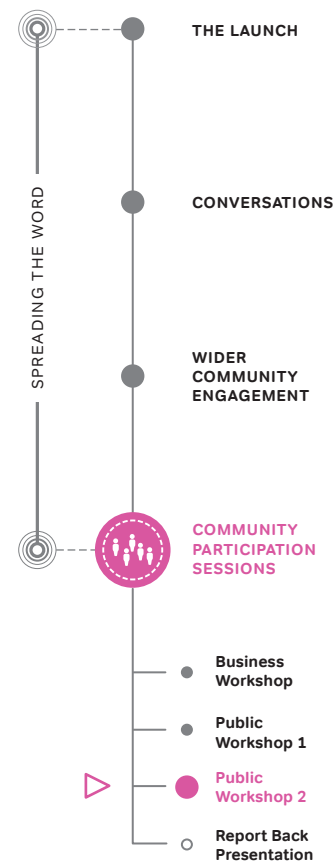 THE LAUNCH
SPREADING THE WORD
CONVERSATIONS
WIDER
COMMUNITY
ENGAGEMENT
COMMUNITY
PARTICIPATION
SESSIONS
Business
Workshop
Public
Workshop 1
Public
Workshop 2
Report Back
Presentation